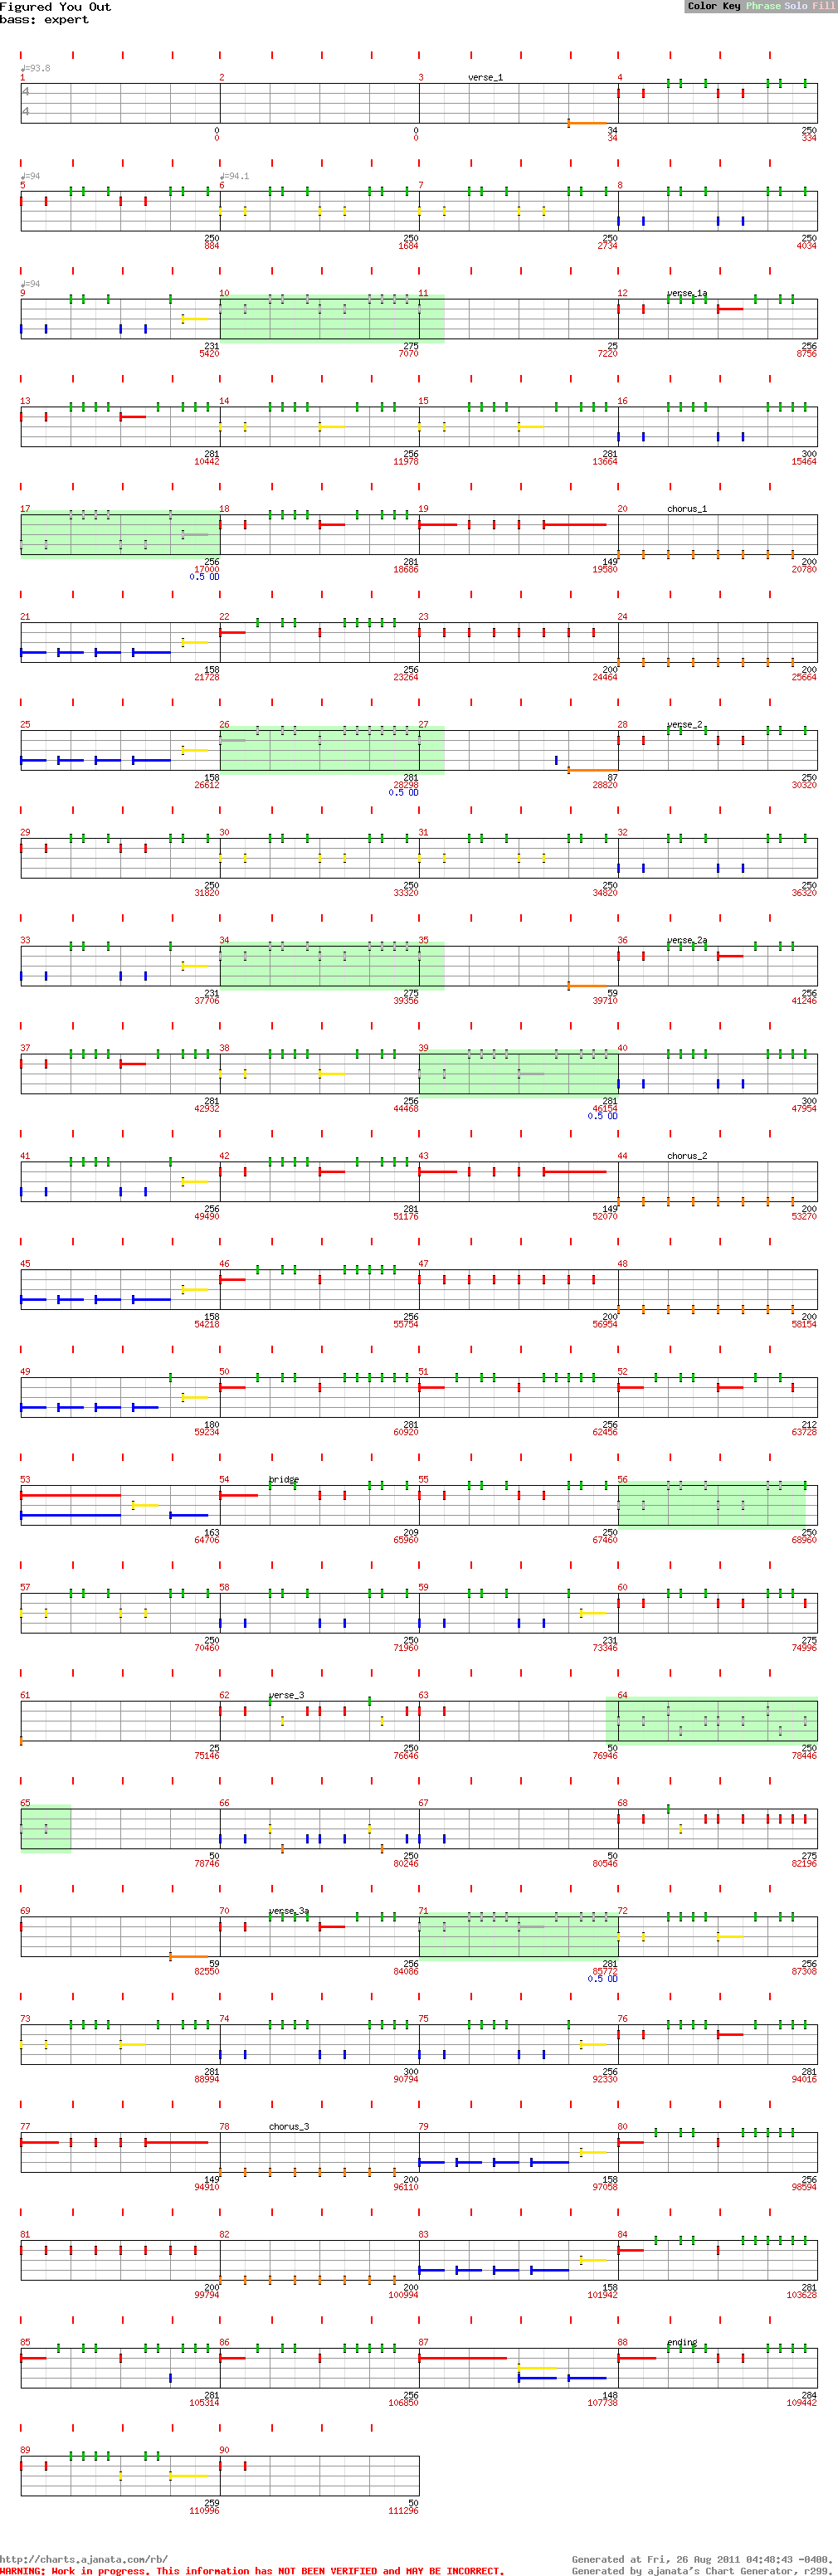 Figured You Out
bass: expert
Color Key Phrase Solo Fill
♩=93.8
1 2 3 verse_1 4
4
4
0 0 34 250
0 0 34 334
♩=94 ♩=94.1
5 6 7 8
250 250 250 250
884 1684 2734 4034
♩=94
9 10 11 12 verse_1a
231 275 25 256
5420 7070 7220 8756
13 14 15 16
281 256 281 300
10442 11978 13664 15464
17 18 19 20 chorus_1
256 281 149 200
17000 18686 19580 20780
0.5 OD
21 22 23 24
158 256 200 200
21728 23264 24464 25664
25 26 27 28 verse_2
158 281 87 250
26612 28298 28820 30320
0.5 OD
29 30 31 32
250 250 250 250
31820 33320 34820 36320
33 34 35 36 verse_2a
231 275 59 256
37706 39356 39710 41246
37 38 39 40
281 256 281 300
42932 44468 46154 47954
0.5 OD
41 42 43 44 chorus_2
256 281 149 200
49490 51176 52070 53270
45 46 47 48
158 256 200 200
54218 55754 56954 58154
49 50 51 52
180 281 256 212
59234 60920 62456 63728
53 54 bridge 55 56
163 209 250 250
64706 65960 67460 68960
57 58 59 60
250 250 231 275
70460 71960 73346 74996
61 62 verse_3 63 64
25 250 50 250
75146 76646 76946 78446
65 66 67 68
50 250 50 275
78746 80246 80546 82196
69 70 verse_3a 71 72
59 256 281 256
82550 84086 85772 87308
0.5 OD
73 74 75 76
281 300 256 281
88994 90794 92330 94016
77 78 chorus_3 79 80
149 200 158 256
94910 96110 97058 98594
81 82 83 84
200 200 158 281
99794 100994 101942 103628
85 86 87 88 ending
281 256 148 284
105314 106850 107738 109442
89 90
259 50
110996 111296
http://charts.ajanata.com/rb/ Generated at Fri, 26 Aug 2011 04:48:43 -0400.
WARNING: Work in progress. This information has NOT BEEN VERIFIED and MAY BE INCORRECT. Generated by ajanata's Chart Generator, r299.